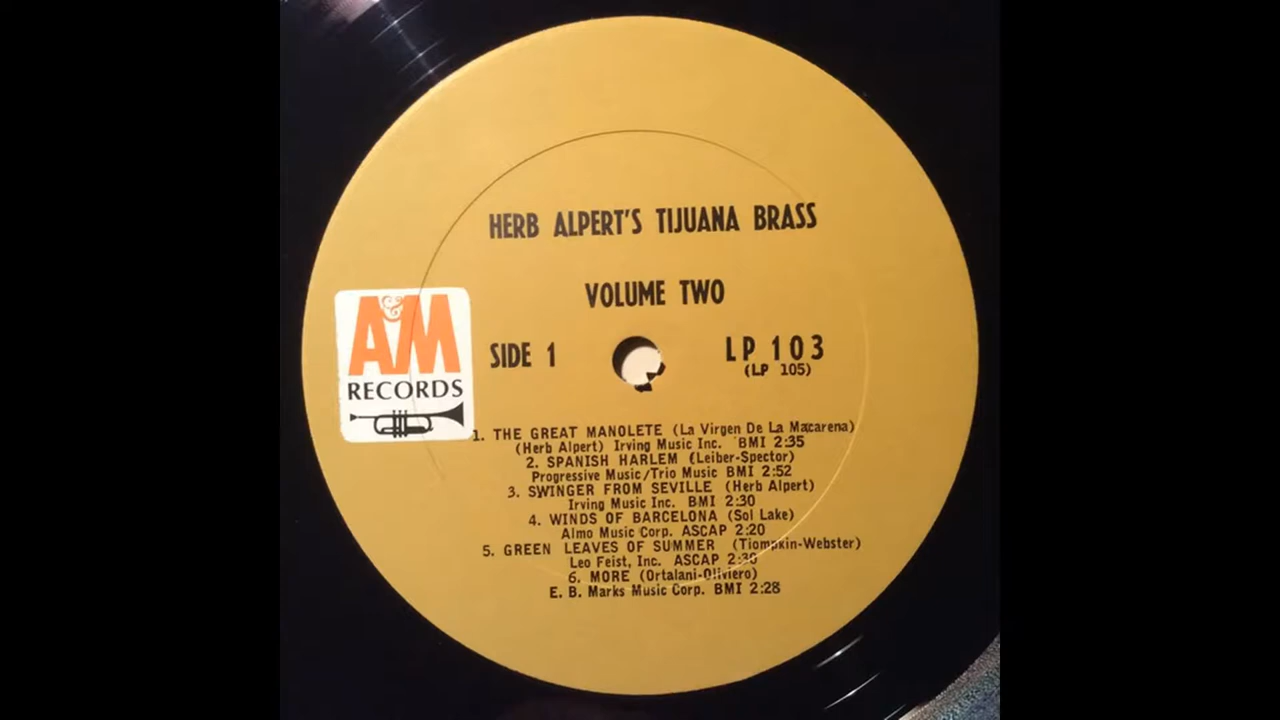 HERB ALPERT'S TIJUANA BRASS
VOLUME TWO
A&M
RECORDS
SIDE 1
LP 103
(LP 105)
1. THE GREAT MANOLETE (La Virgen De La Macarena)
(Herb Alpert) Irving Music Inc. BMI 2:35
2. SPANISH HARLEM (Leiber-Spector)
Progressive Music/Trio Music BMI 2:52
3. SWINGER FROM SEVILLE (Herb Alpert)
Irving Music Inc. BMI 2:30
4. WINDS OF BARCELONA (Sol Lake)
Almo Music Corp. ASCAP 2:20
5. GREEN LEAVES OF SUMMER (Tiompkin-Webster)
Leo Feist, Inc. ASCAP 2:30
6. MORE (Ortalani-Oliviero)
E. B. Marks Music Corp. BMI 2:28